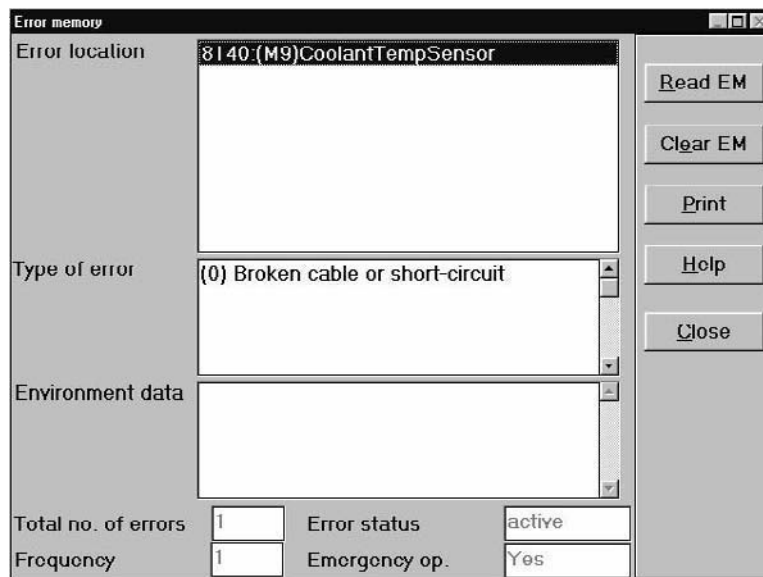 Error memory
Error location
8140:(M9)CoolantTempSensor
Read EM
Clear EM
Print
Help
Close
Type of error
(0) Broken cable or short-circuit
Environment data
Total no. of errors 1 Error status active
Frequency 1 Emergency op. Yes